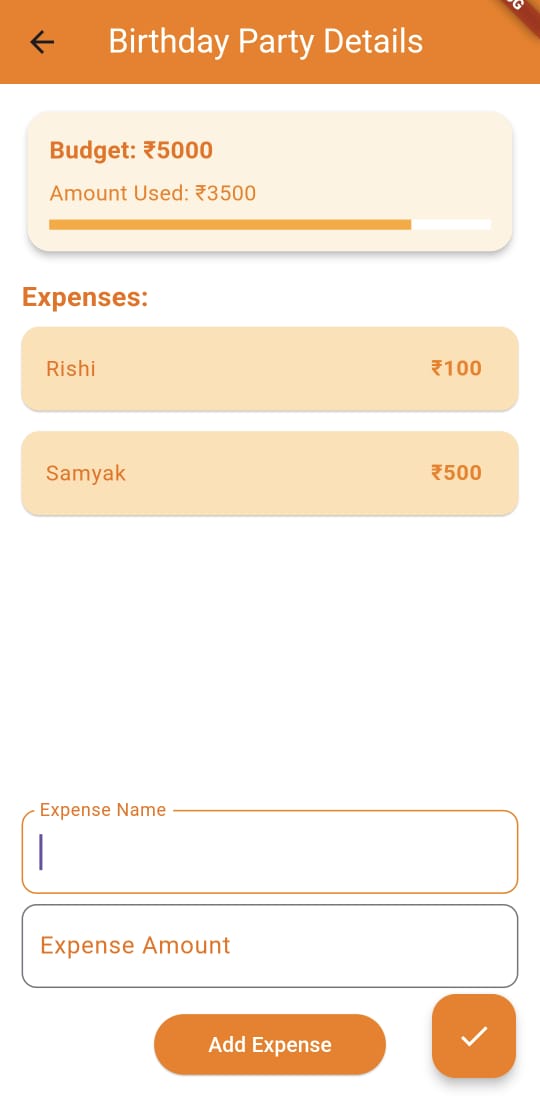 Birthday Party Details
Budget: ₹5000
Amount Used: ₹3500
Expenses:
Rishi ₹100
Samyak ₹500
Expense Name
Expense Amount
Add Expense